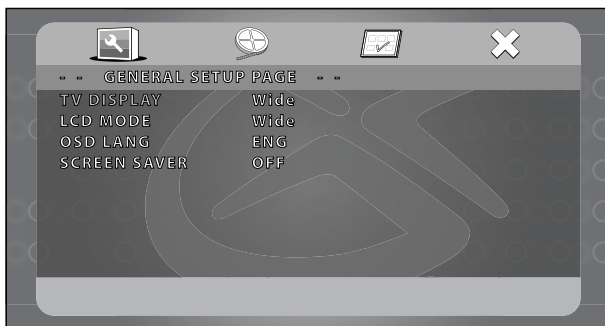 - - GENERAL SETUP PAGE - -
TV DISPLAY Wide
LCD MODE Wide
OSD LANG ENG
SCREEN SAVER OFF